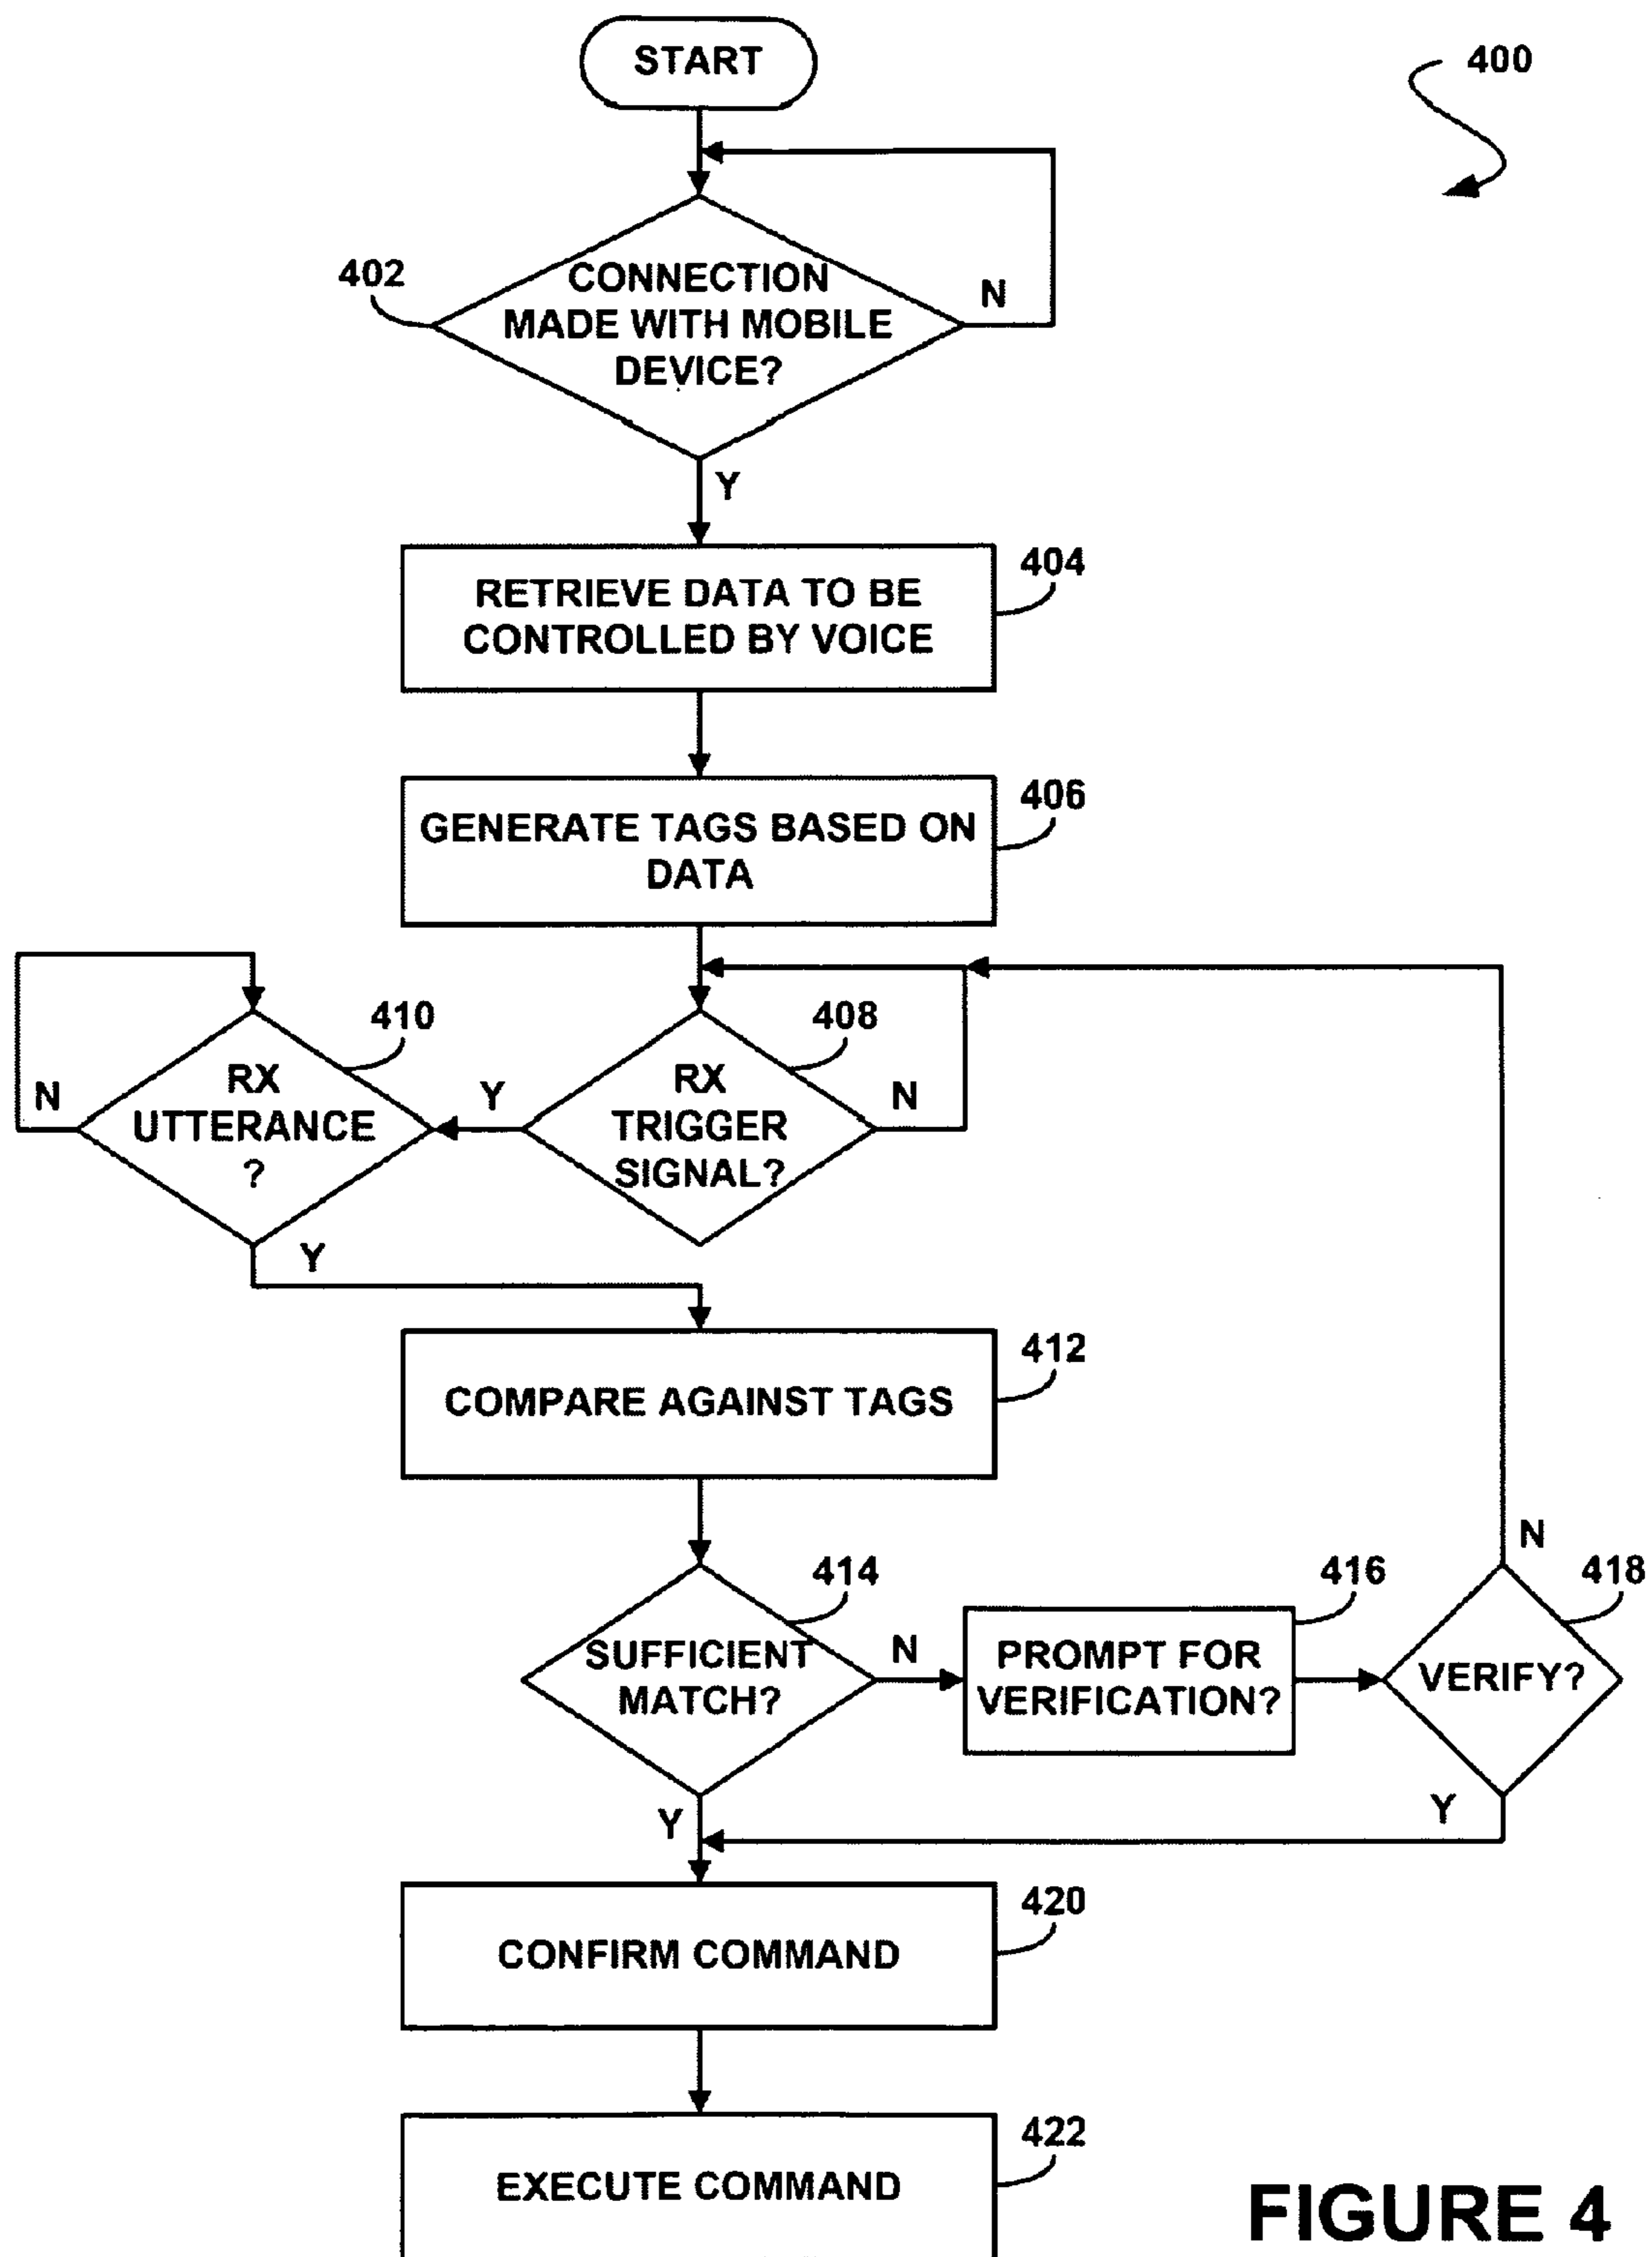 START
400
402
CONNECTION
MADE WITH MOBILE
DEVICE?
N
Y
404
RETRIEVE DATA TO BE
CONTROLLED BY VOICE
406
GENERATE TAGS BASED ON
DATA
410
RX
UTTERANCE
?
N
Y
408
RX
TRIGGER
SIGNAL?
N
Y
412
COMPARE AGAINST TAGS
414
SUFFICIENT
MATCH?
N
416
PROMPT FOR
VERIFICATION?
N
418
VERIFY?
Y
Y
420
CONFIRM COMMAND
422
EXECUTE COMMAND
FIGURE 4